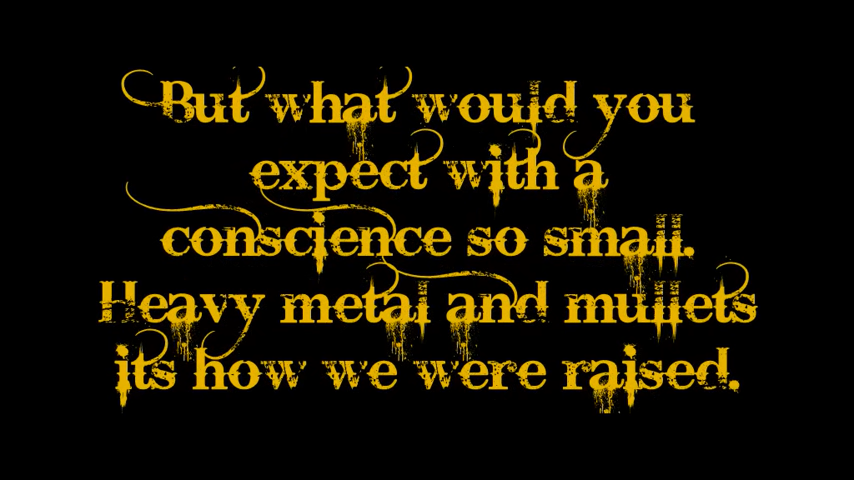 But what would you
expect with a
conscience so small.
Heavy metal and mullets
its how we were raised.